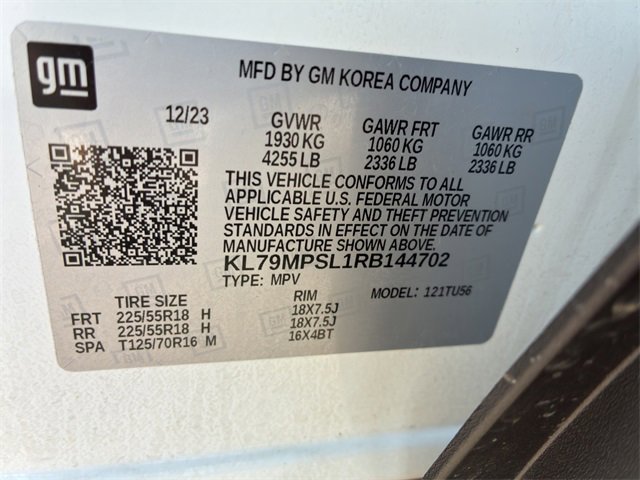 gm
MFD BY GM KOREA COMPANY
12/23
GVWR
1930 KG
4255 LB
GAWR FRT
1060 KG
2336 LB
GAWR RR
1060 KG
2336 LB
THIS VEHICLE CONFORMS TO ALL
APPLICABLE U.S. FEDERAL MOTOR
VEHICLE SAFETY AND THEFT PREVENTION
STANDARDS IN EFFECT ON THE DATE OF
MANUFACTURE SHOWN ABOVE.
KL79MPSL1RB144702
TYPE: MPV MODEL: 121TU56
TIRE SIZE RIM
FRT 225/55R18 H 18X7.5J
RR 225/55R18 H 18X7.5J
SPA T125/70R16 M 16X4BT